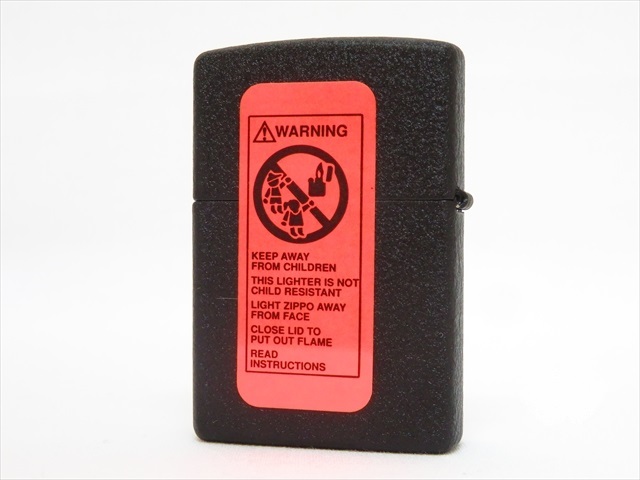 WARNING
KEEP AWAY
FROM CHILDREN
THIS LIGHTER IS NOT
CHILD RESISTANT
LIGHT ZIPPO AWAY
FROM FACE
CLOSE LID TO
PUT OUT FLAME
READ
INSTRUCTIONS